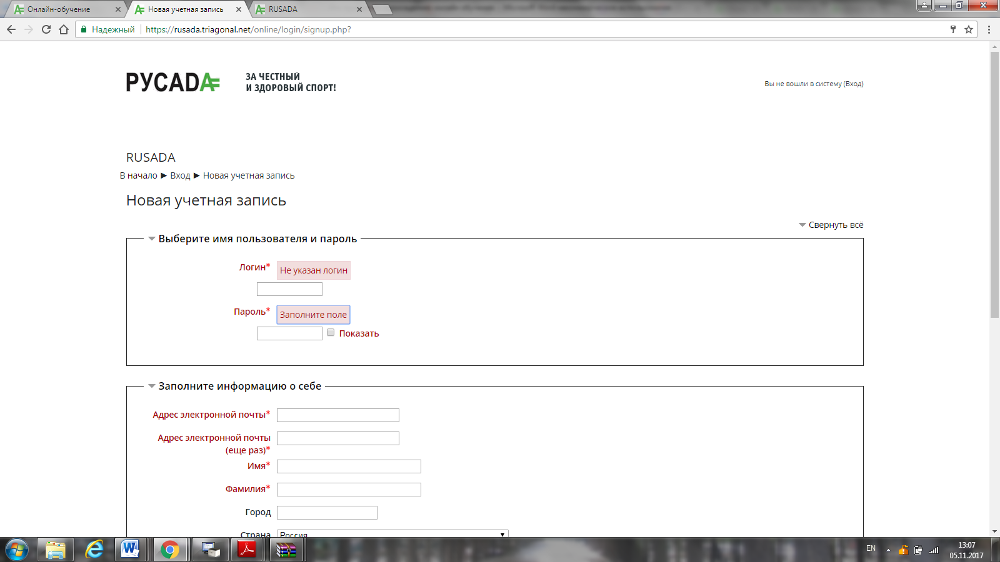 Онлайн-обучение
Новая учетная запись
RUSADA
Надежный
https://rusada.triagonal.net/online/login/signup.php?
РУСАДА
ЗА ЧЕСТНЫЙ
И ЗДОРОВЫЙ СПОРТ!
Вы не вошли в систему (Вход)
RUSADA
В начало ► Вход ► Новая учетная запись
Новая учетная запись
Свернуть всё
Выберите имя пользователя и пароль
Логин*
Не указан логин
Пароль*
Заполните поле
Показать
Заполните информацию о себе
Адрес электронной почты*
Адрес электронной почты
(еще раз)*
Имя*
Фамилия*
Город
Страна
Россия
EN
13:07
05.11.2017